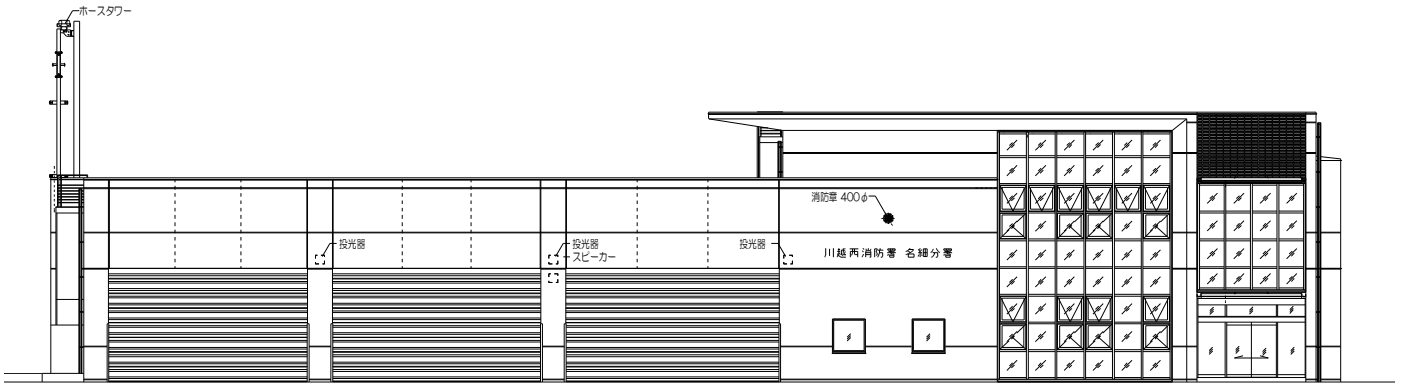 ホースタワー
消防章 400φ
投光器
投光器
スピーカー
投光器
川越西消防署 名細分署